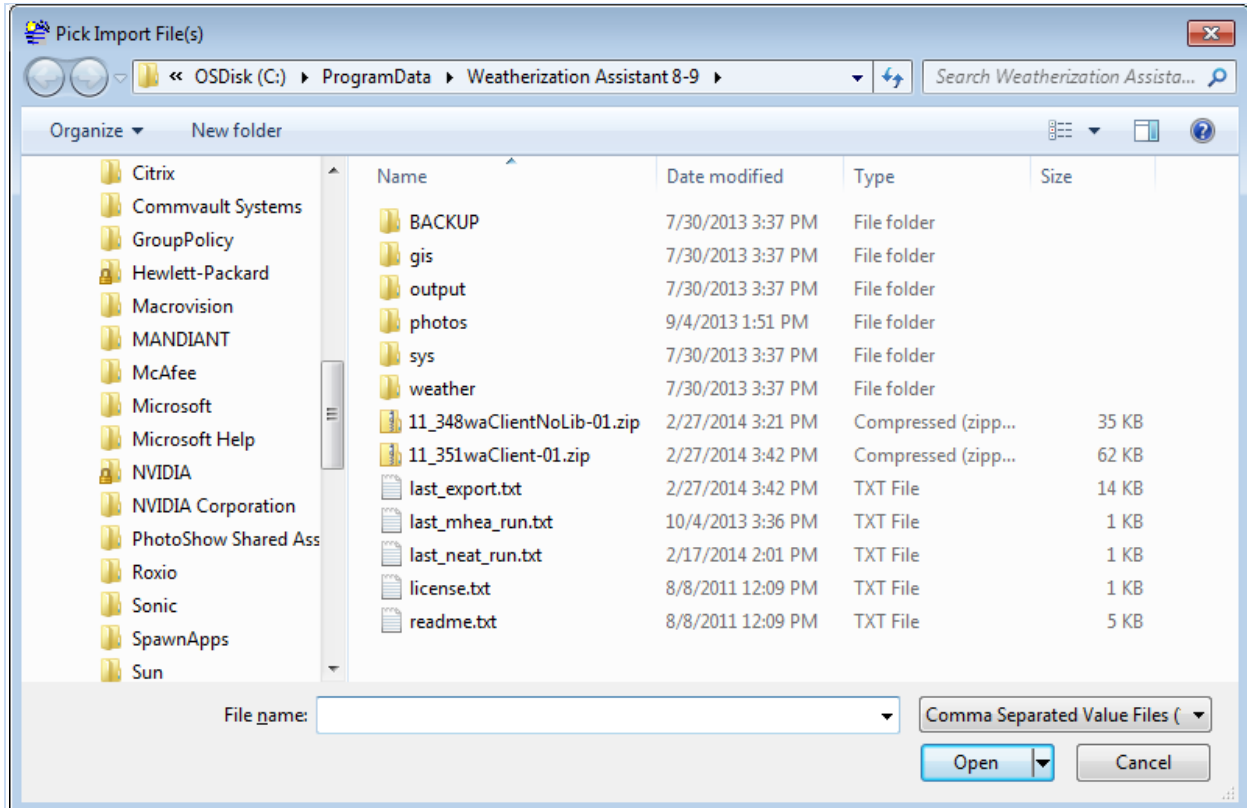 Pick Import File(s)
« OSDisk (C:) ▸ ProgramData ▸ Weatherization Assistant 8-9 ▸
Search Weatherization Assista...
Organize New folder
Citrix
Commvault Systems
GroupPolicy
Hewlett-Packard
Macrovision
MANDIANT
McAfee
Microsoft
Microsoft Help
NVIDIA
NVIDIA Corporation
PhotoShow Shared Ass
Roxio
Sonic
SpawnApps
Sun
Name Date modified Type Size
BACKUP 7/30/2013 3:37 PM File folder
gis 7/30/2013 3:37 PM File folder
output 7/30/2013 3:37 PM File folder
photos 9/4/2013 1:51 PM File folder
sys 7/30/2013 3:37 PM File folder
weather 7/30/2013 3:37 PM File folder
11_348waClientNoLib-01.zip 2/27/2014 3:21 PM Compressed (zipp... 35 KB
11_351waClient-01.zip 2/27/2014 3:42 PM Compressed (zipp... 62 KB
last_export.txt 2/27/2014 3:42 PM TXT File 14 KB
last_mhea_run.txt 10/4/2013 3:36 PM TXT File 1 KB
last_neat_run.txt 2/17/2014 2:01 PM TXT File 1 KB
license.txt 8/8/2011 12:09 PM TXT File 1 KB
readme.txt 8/8/2011 12:09 PM TXT File 5 KB
File name:
Comma Separated Value Files (
Open Cancel